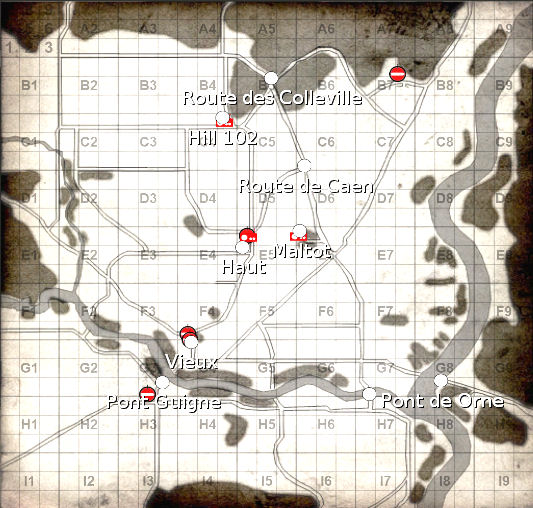 A2 A3 A4 A5 A6 A7 A8 A9
1. 3
B1 B2 B3 B4 B6 B7 B8 B9
Route des Colleville
Hill 102
C1 C2 C3 C4 C5 C6 C7 C8 C9
Route de Caen
D1 D2 D3 D4 D5 D6 D7 D8 D9
E1 E2 E3 E4 E5 E6 E7 E8 E9
Maltot
Haut
F1 F2 F3 F4 F5 F6 F7 F8 F9
Vieux
G1 G2 G3 G4 G5 G6 G7 G8 G9
Pont Guigne
Pont de Orne
H1 H2 H3 H4 H5 H6 H7 H8 H9
I1 I2 I3 I4 I5 I6 I7 I8 I9